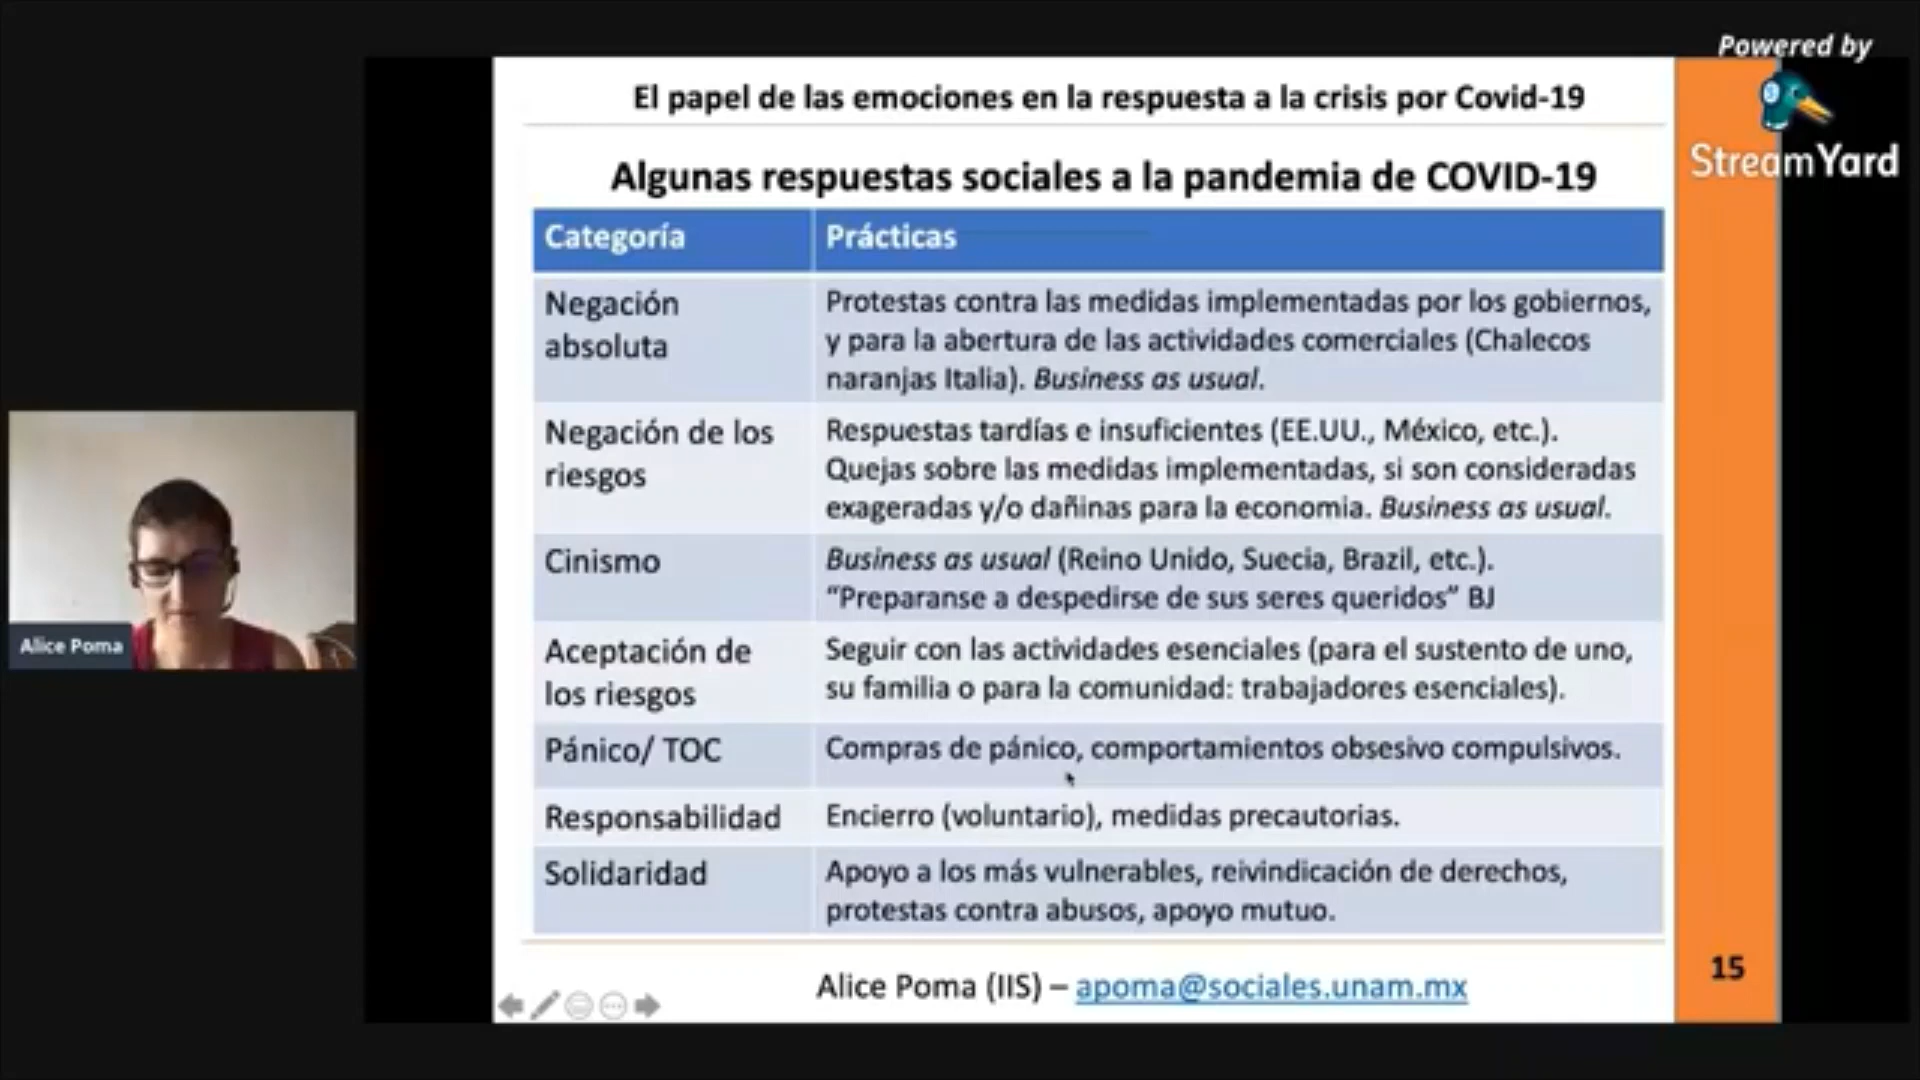 Powered by
StreamYard
El papel de las emociones en la respuesta a la crisis por Covid-19
Algunas respuestas sociales a la pandemia de COVID-19
Categoría
Prácticas
Negación
absoluta
Protestas contra las medidas implementadas por los gobiernos,
y para la abertura de las actividades comerciales (Chalecos
naranjas Italia). Business as usual.
Negación de los
riesgos
Respuestas tardías e insuficientes (EE.UU., México, etc.).
Quejas sobre las medidas implementadas, si son consideradas
exageradas y/o dañinas para la economia. Business as usual.
Cinismo
Business as usual (Reino Unido, Suecia, Brazil, etc.).
“Preparanse a despedirse de sus seres queridos” BJ
Aceptación de
los riesgos
Seguir con las actividades esenciales (para el sustento de uno,
su familia o para la comunidad: trabajadores esenciales).
Pánico/ TOC
Compras de pánico, comportamientos obsesivo compulsivos.
Responsabilidad
Encierro (voluntario), medidas precautorias.
Solidaridad
Apoyo a los más vulnerables, reivindicación de derechos,
protestas contra abusos, apoyo mutuo.
Alice Poma (IIS) – apoma@sociales.unam.mx
15
Alice Poma